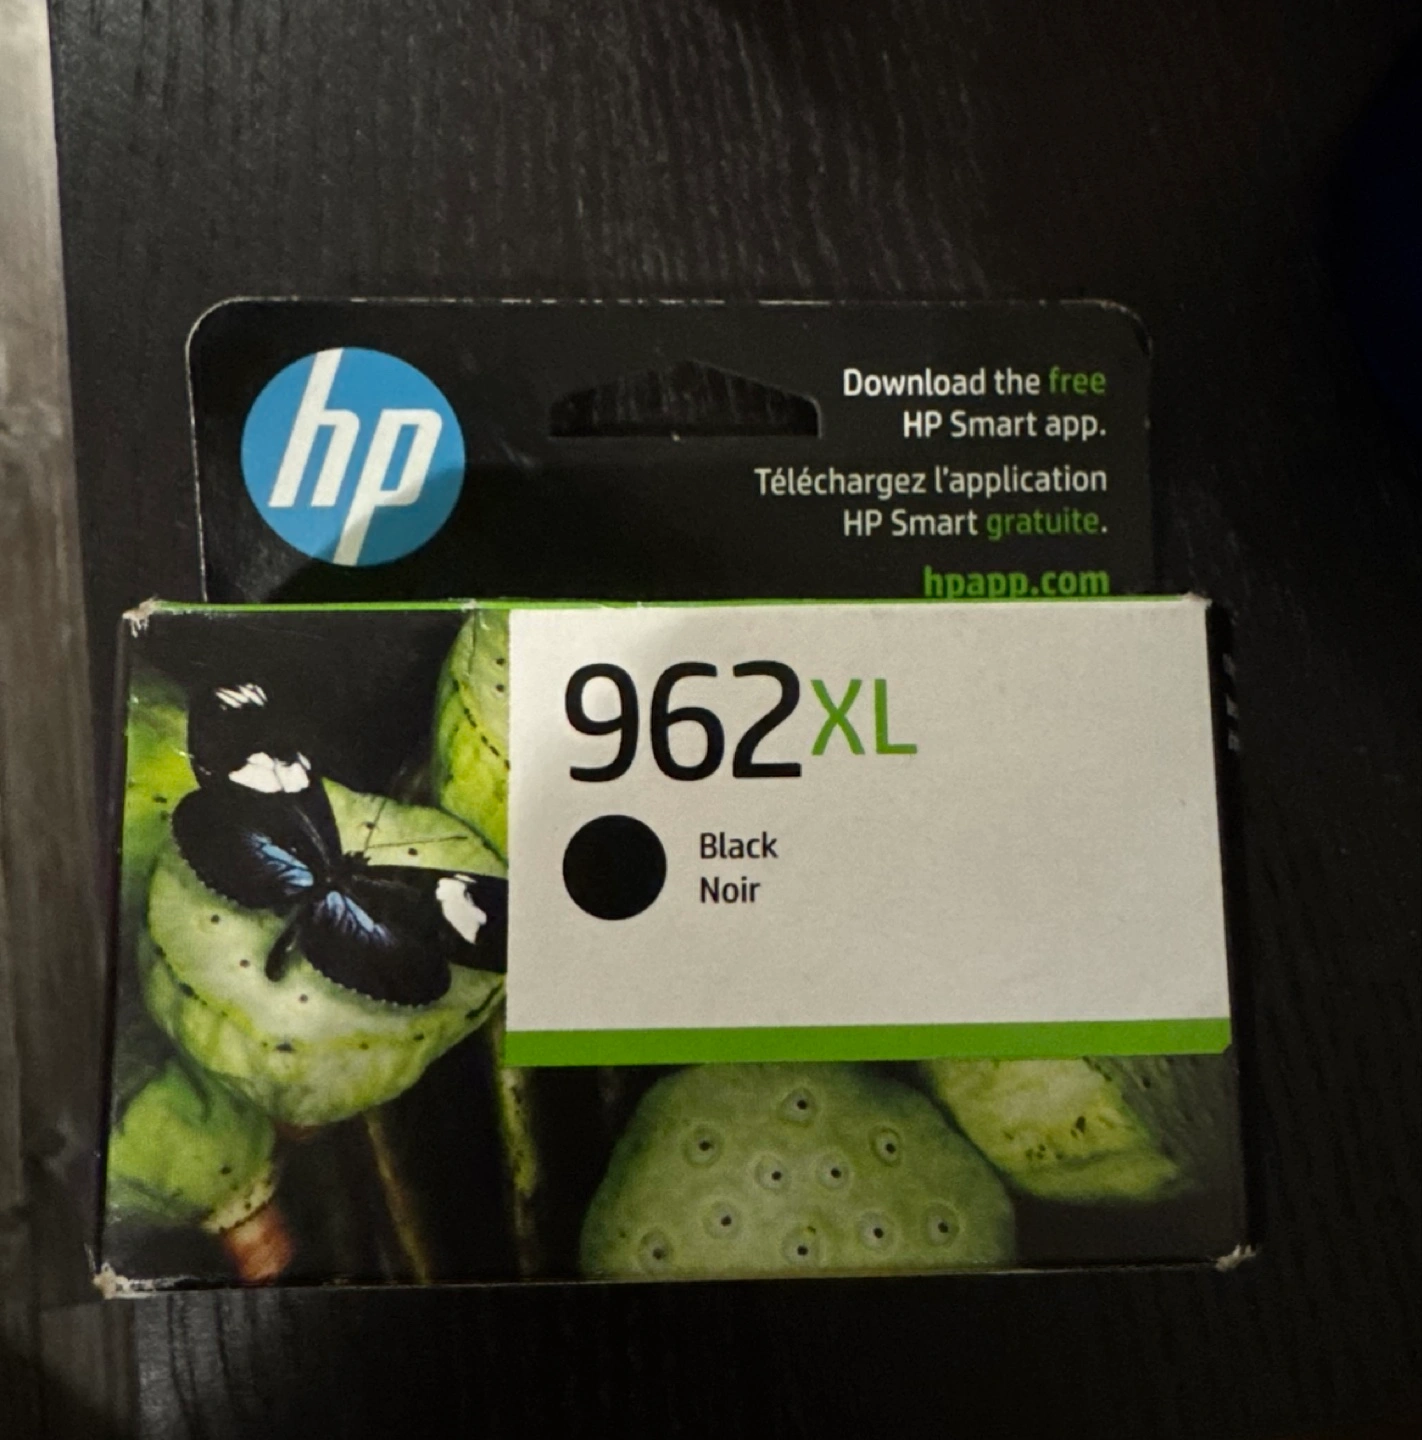 hp
Download the free
HP Smart app.
Téléchargez l'application
HP Smart gratuite.
hpapp.com
962XL
Black
Noir